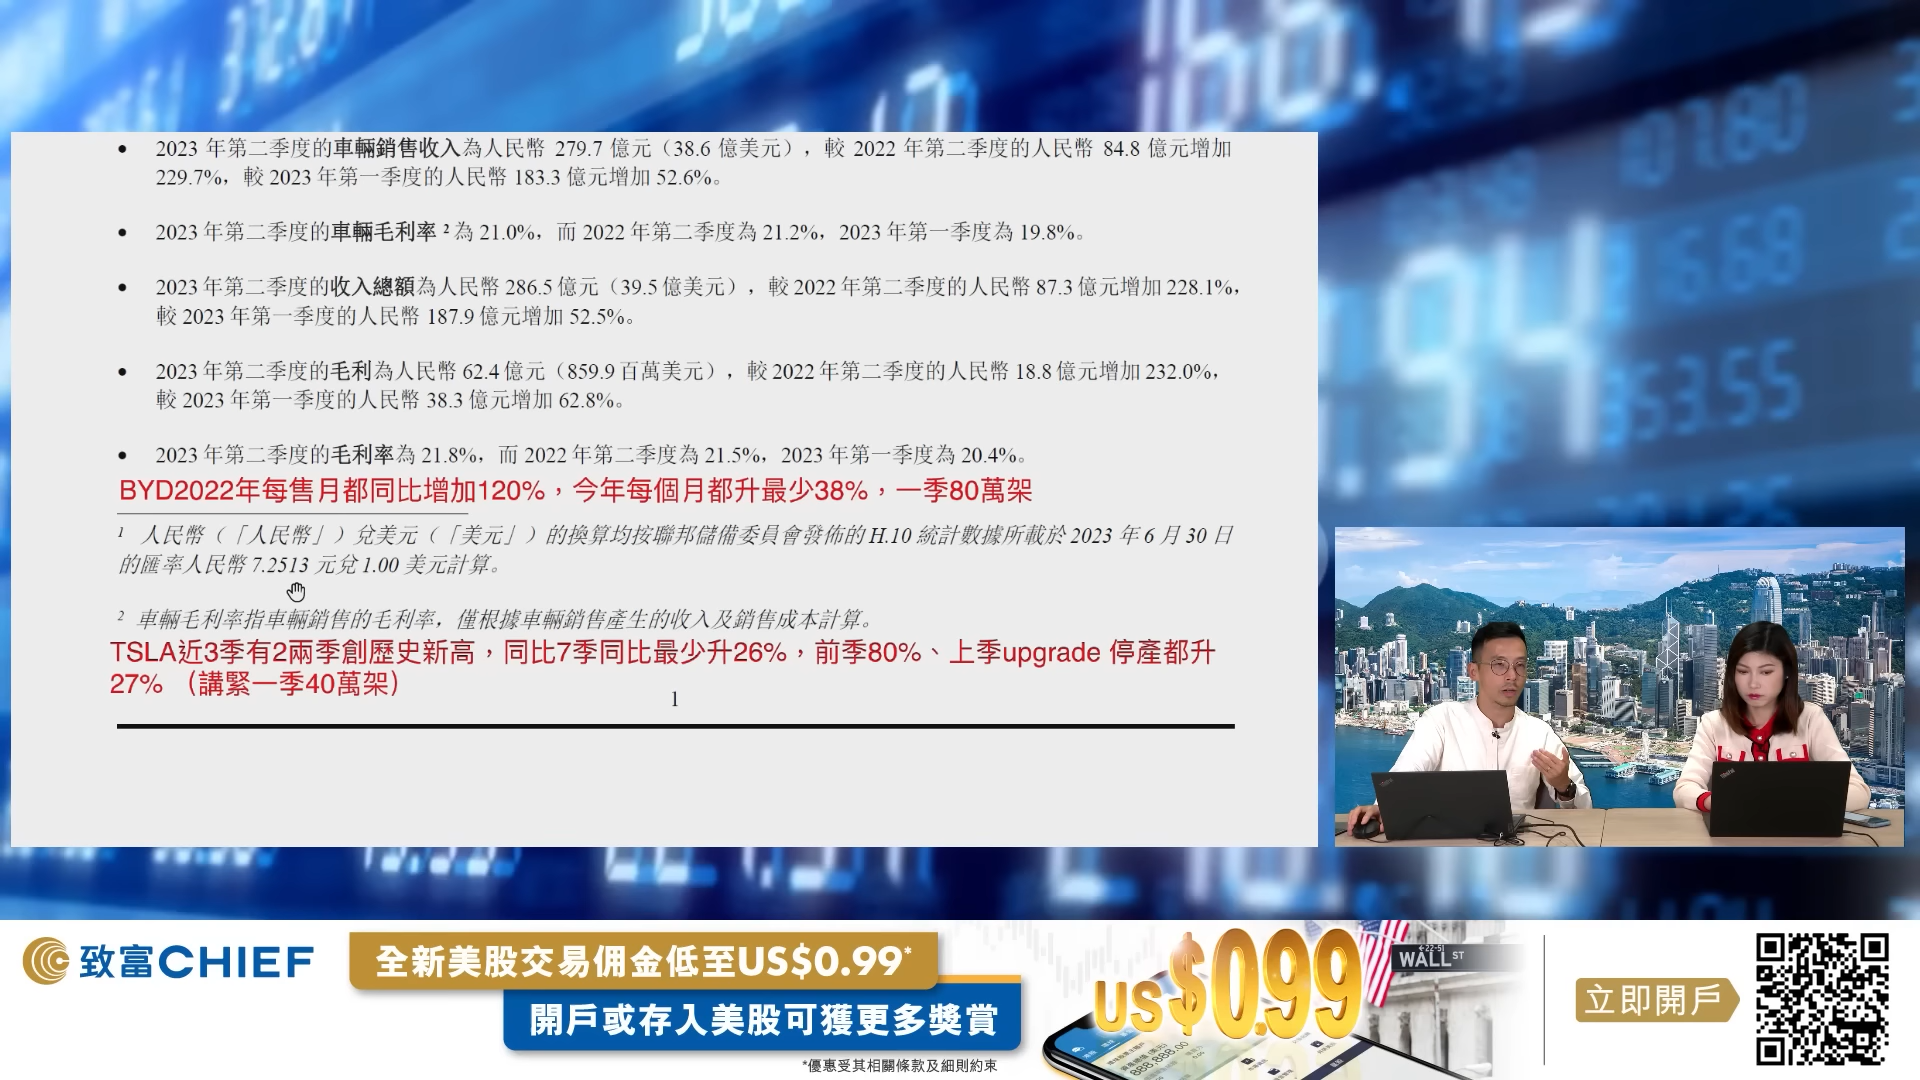 • 2023 年第二季度的車輛銷售收入為人民幣 279.7 億元（38.6 億美元），較 2022 年第二季度的人民幣 84.8 億元增加
229.7%，較 2023 年第一季度的人民幣 183.3 億元增加 52.6%。
• 2023 年第二季度的車輛毛利率 ² 為 21.0%，而 2022 年第二季度為 21.2%，2023 年第一季度為 19.8%。
• 2023 年第二季度的收入總額為人民幣 286.5 億元（39.5 億美元），較 2022 年第二季度的人民幣 87.3 億元增加 228.1%，
較 2023 年第一季度的人民幣 187.9 億元增加 52.5%。
• 2023 年第二季度的毛利為人民幣 62.4 億元（859.9 百萬美元），較 2022 年第二季度的人民幣 18.8 億元增加 232.0%，
較 2023 年第一季度的人民幣 38.3 億元增加 62.8%。
• 2023 年第二季度的毛利率為 21.8%，而 2022 年第二季度為 21.5%，2023 年第一季度為 20.4%。
BYD2022年每售月都同比增加120%，今年每個月都升最少38%，一季80萬架
¹ 人民幣（「人民幣」）兌美元（「美元」）的換算均按聯邦儲備委員會發佈的 H.10 統計數據所載於 2023 年 6 月 30 日
的匯率人民幣 7.2513 元兌 1.00 美元計算。
² 車輛毛利率指車輛銷售的毛利率，僅根據車輛銷售產生的收入及銷售成本計算。
TSLA近3季有2兩季創歷史新高，同比7季同比最少升26%，前季80%、上季upgrade 停產都升
27% （講緊一季40萬架）
1
致富CHIEF
全新美股交易佣金低至US$0.99*
開戶或存入美股可獲更多獎賞
*優惠受其相關條款及細則約束
US$0.99
WALL ST
立即開戶
107.80
16.68
.94
353.55